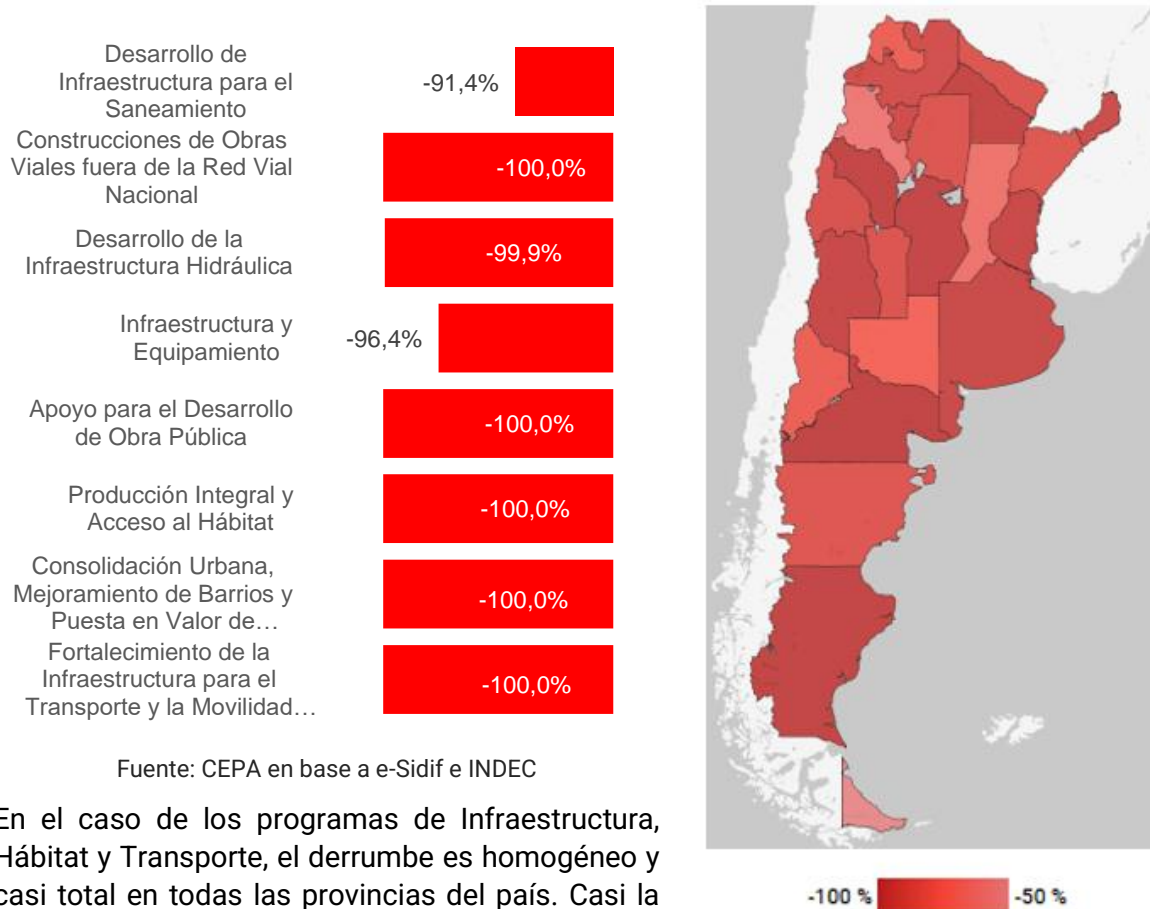 Desarrollo de
Infraestructura para el
Saneamiento
-91,4%
Construcciones de Obras
Viales fuera de la Red Vial
Nacional
-100,0%
Desarrollo de la
Infraestructura Hidráulica
-99,9%
Infraestructura y
Equipamiento
-96,4%
Apoyo para el Desarrollo
de Obra Pública
-100,0%
Producción Integral y
Acceso al Hábitat
-100,0%
Consolidación Urbana,
Mejoramiento de Barrios y
Puesta en Valor de…
-100,0%
Fortalecimiento de la
Infraestructura para el
Transporte y la Movilidad…
-100,0%
Fuente: CEPA en base a e-Sidif e INDEC
En el caso de los programas de Infraestructura,
Hábitat y Transporte, el derrumbe es homogéneo y
casi total en todas las provincias del país. Casi la
-100 %
-50 %